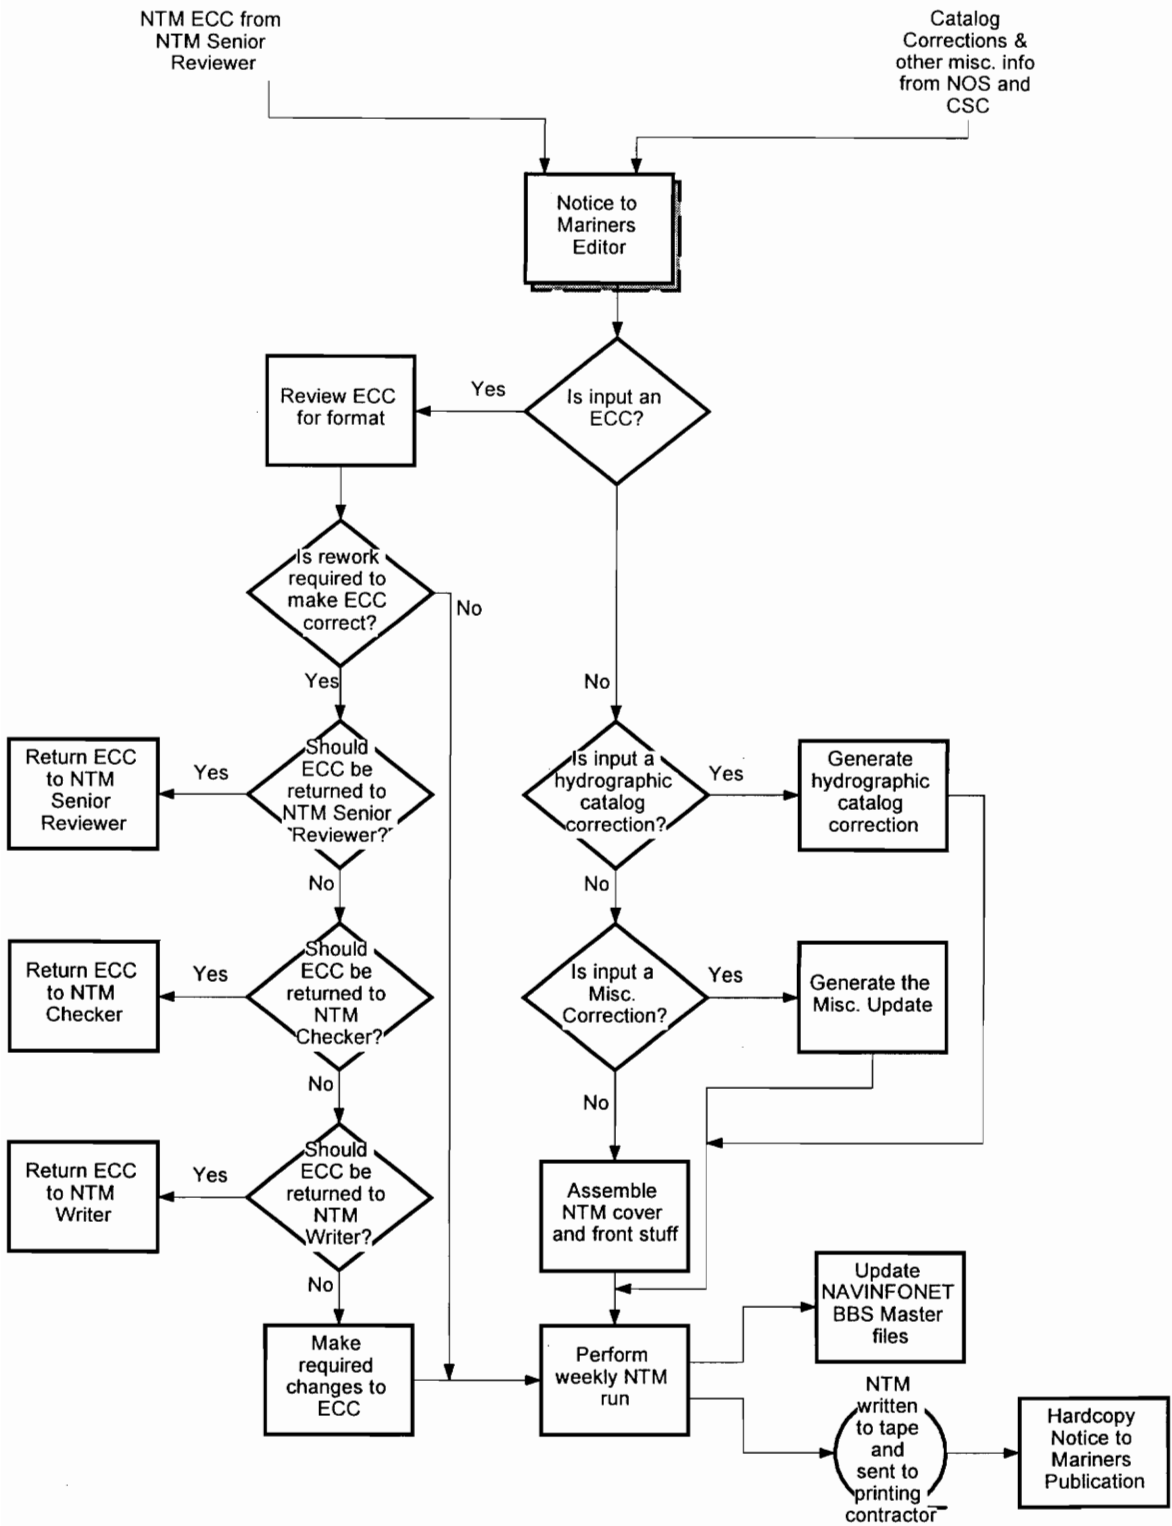 NTM ECC from
NTM Senior
Reviewer
Catalog
Corrections &
other misc. info
from NOS and
CSC
Notice to
Mariners
Editor
Is input an
ECC?
Yes
Review ECC
for format
Is rework
required to
make ECC
correct?
No
Yes
No
Should
ECC be
returned to
NTM Senior
Reviewer?
Yes
Return ECC
to NTM
Senior
Reviewer
Is input a
hydrographic
catalog
correction?
Yes
Generate
hydrographic
catalog
correction
No
No
Should
ECC be
returned to
NTM
Checker?
Yes
Return ECC
to NTM
Checker
Is input a
Misc.
Correction?
Yes
Generate the
Misc. Update
No
No
Should
ECC be
returned to
NTM
Writer?
Yes
Return ECC
to NTM
Writer
Assemble
NTM cover
and front stuff
No
Make
required
changes to
ECC
Perform
weekly NTM
run
Update
NAVINFONET
BBS Master
files
NTM
written
to tape
and
sent to
printing
contractor
Hardcopy
Notice to
Mariners
Publication